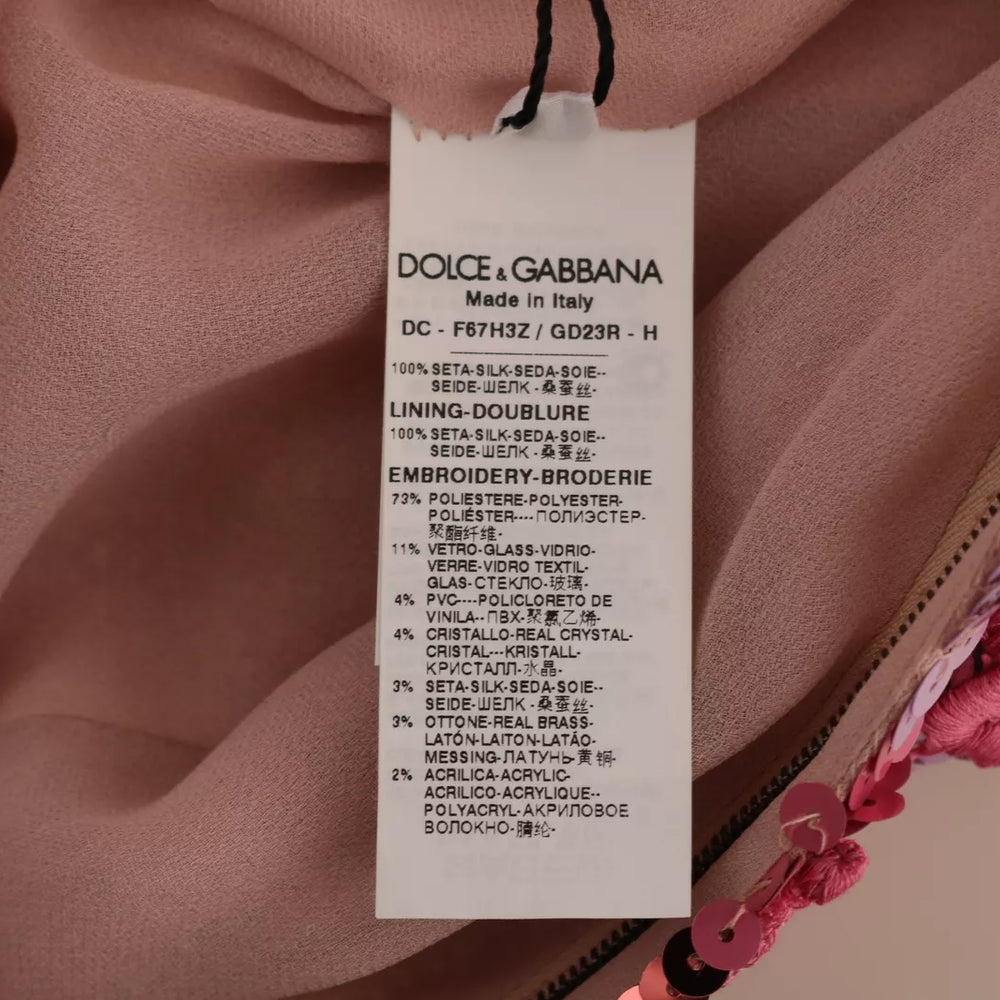 DOLCE & GABBANA
Made in Italy
DC - F67H3Z / GD23R - H
100% SETA-SILK-SEDA-SOIE--
SEIDE-ШЕЛК -桑蚕丝-
LINING-DOUBLURE
100% SETA-SILK-SEDA-SOIE--
SEIDE-ШЕЛК -桑蚕丝-
EMBROIDERY-BRODERIE
73% POLIESTERE-POLYESTER-
POLIÉSTER----ПОЛИЭСТЕР-
聚酯纤维-
11% VETRO-GLASS-VIDRIO-
VERRE-VIDRO TEXTIL-
GLAS-СТЕКЛО-玻璃-
4% PVC----POLICLORETO DE
VINILA--ПВХ-聚氯乙烯-
4% CRISTALLO-REAL CRYSTAL-
CRISTAL---KRISTALL-
КРИСТАЛЛ-水晶-
3% SETA-SILK-SEDA-SOIE--
SEIDE-ШЕЛК -桑蚕丝-
3% OTTONE-REAL BRASS-
LATÓN-LAITON-LATÃO-
MESSING-ЛАТУНЬ-黄铜-
2% ACRILICA-ACRYLIC-
ACRILICO-ACRYLIQUE--
POLYACRYL-АКРИЛОВОЕ
ВОЛОКНО-腈纶-